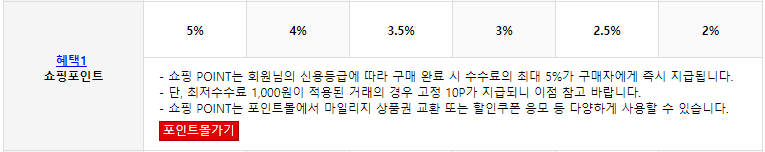 5% 4% 3.5% 3% 2.5% 2%
혜택1
쇼핑포인트
- 쇼핑 POINT는 회원님의 신용등급에 따라 구매 완료 시 수수료의 최대 5%가 구매자에게 즉시 지급됩니다.
- 단, 최저수수료 1,000원이 적용된 거래의 경우 고정 10P가 지급되니 이점 참고 바랍니다.
- 쇼핑 POINT는 포인트몰에서 마일리지 상품권 교환 또는 할인쿠폰 응모 등 다양하게 사용할 수 있습니다.
포인트몰가기